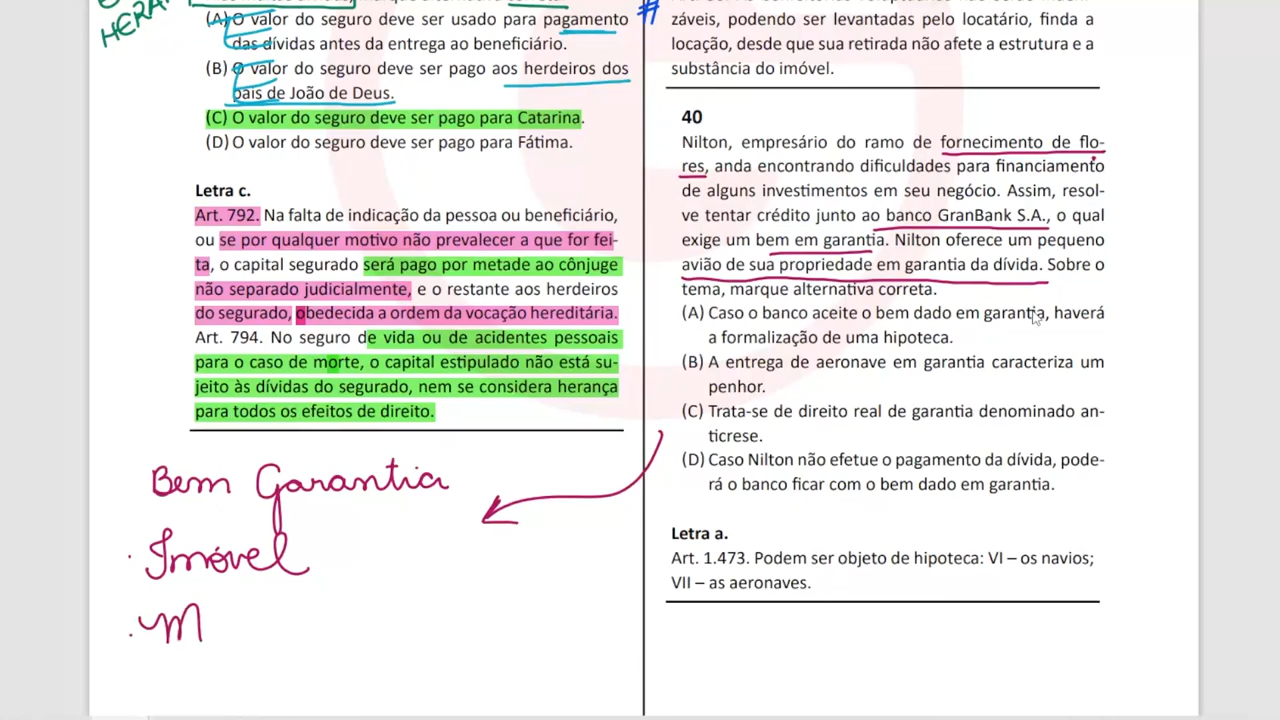 HERAN
(A) O valor do seguro deve ser usado para pagamento
das dívidas antes da entrega ao beneficiário.
(B) O valor do seguro deve ser pago aos herdeiros dos
pais de João de Deus.
(C) O valor do seguro deve ser pago para Catarina.
(D) O valor do seguro deve ser pago para Fátima.
Letra c.
Art. 792. Na falta de indicação da pessoa ou beneficiário,
ou se por qualquer motivo não prevalecer a que for fei-
ta, o capital segurado será pago por metade ao cônjuge
não separado judicialmente, e o restante aos herdeiros
do segurado, obedecida a ordem da vocação hereditária.
Art. 794. No seguro de vida ou de acidentes pessoais
para o caso de morte, o capital estipulado não está su-
jeito às dívidas do segurado, nem se considera herança
para todos os efeitos de direito.
Bem Garantia
· Imóvel
· M
#
záveis, podendo ser levantadas pelo locatário, finda a
locação, desde que sua retirada não afete a estrutura e a
substância do imóvel.
40
Nilton, empresário do ramo de fornecimento de flo-
res, anda encontrando dificuldades para financiamento
de alguns investimentos em seu negócio. Assim, resol-
ve tentar crédito junto ao banco GranBank S.A., o qual
exige um bem em garantia. Nilton oferece um pequeno
avião de sua propriedade em garantia da dívida. Sobre o
tema, marque alternativa correta.
(A) Caso o banco aceite o bem dado em garantia, haverá
a formalização de uma hipoteca.
(B) A entrega de aeronave em garantia caracteriza um
penhor.
(C) Trata-se de direito real de garantia denominado an-
ticrese.
(D) Caso Nilton não efetue o pagamento da dívida, pode-
rá o banco ficar com o bem dado em garantia.
Letra a.
Art. 1.473. Podem ser objeto de hipoteca: VI – os navios;
VII – as aeronaves.